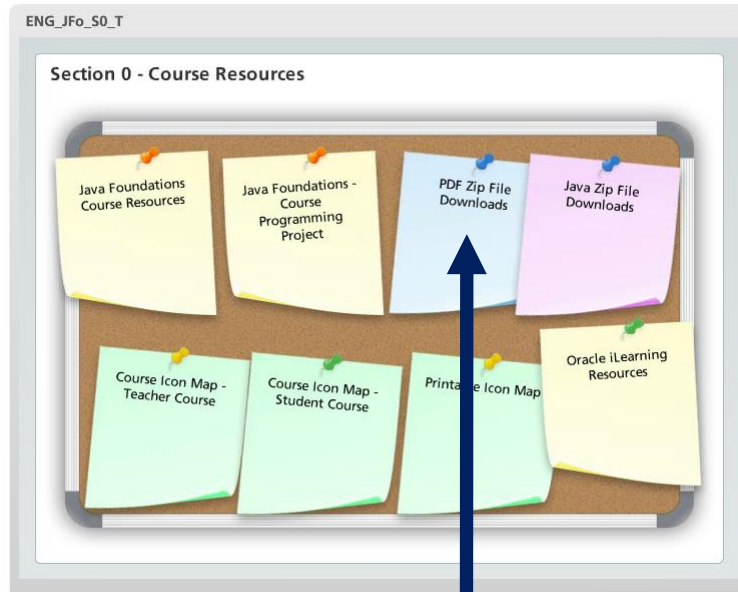 ENG_JFo_S0_T
Section 0 - Course Resources
Java Foundations
Course Resources
Java Foundations -
Course
Programming
Project
PDF Zip File
Downloads
Java Zip File
Downloads
Course Icon Map -
Teacher Course
Course Icon Map -
Student Course
Printable Icon Map
Oracle iLearning
Resources